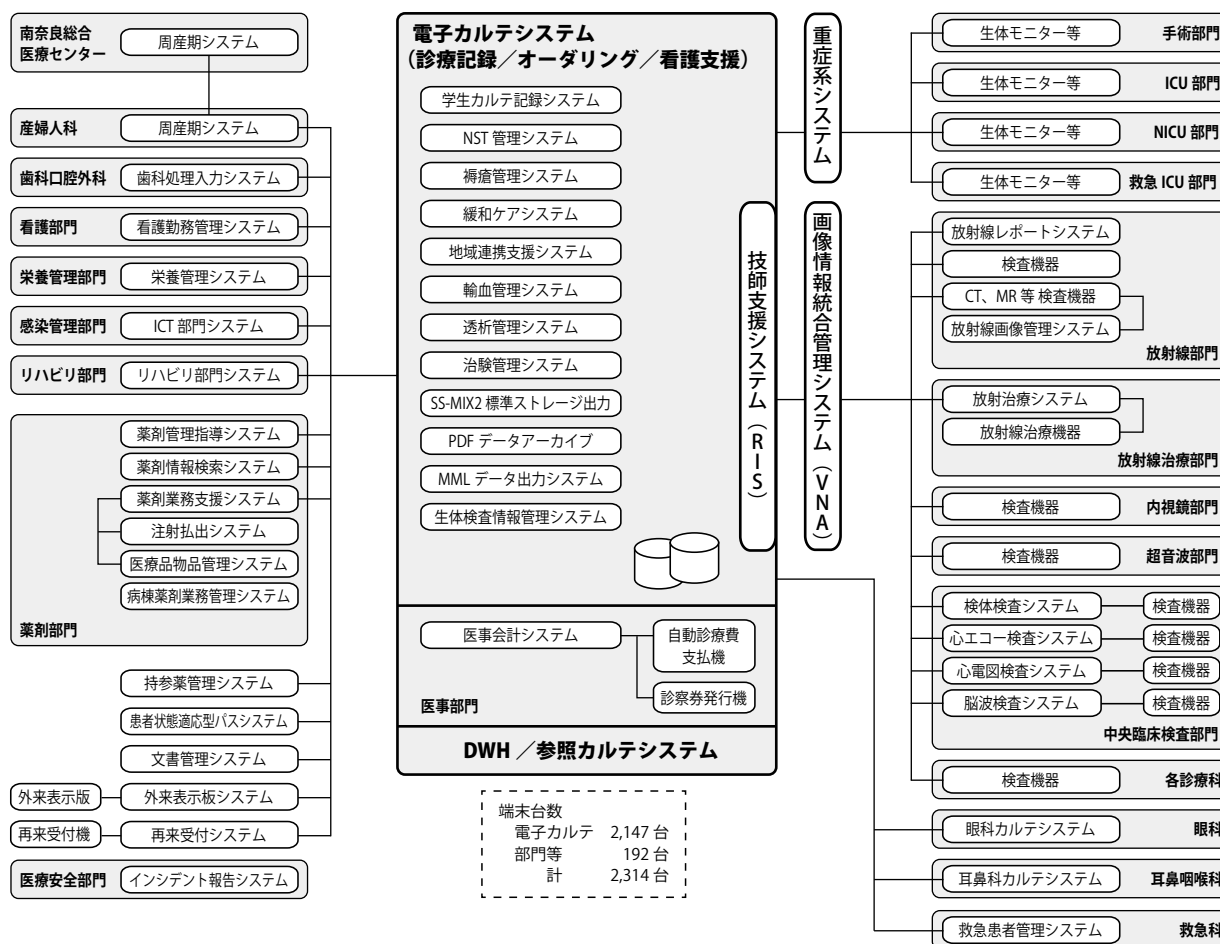 南奈良総合
医療センター
周産期システム
産婦人科
周産期システム
歯科口腔外科
歯科処理入力システム
看護部門
看護勤務管理システム
栄養管理部門
栄養管理システム
感染管理部門
ICT 部門システム
リハビリ部門
リハビリ部門システム
薬剤管理指導システム
薬剤情報検索システム
薬剤業務支援システム
注射払出システム
医療品物品管理システム
病棟薬剤業務管理システム
薬剤部門
持参薬管理システム
患者状態適応型パスシステム
文書管理システム
外来表示版
外来表示板システム
再来受付機
再来受付システム
医療安全部門
インシデント報告システム
電子カルテシステム
(診療記録/オーダリング/看護支援)
学生カルテ記録システム
NST 管理システム
褥瘡管理システム
緩和ケアシステム
地域連携支援システム
輸血管理システム
透析管理システム
治験管理システム
SS-MIX2 標準ストレージ出力
PDF データアーカイブ
MML データ出力システム
生体検査情報管理システム
技師支援システム(RIS)
医事会計システム
自動診療費
支払機
診察券発行機
医事部門
DWH /参照カルテシステム
端末台数
電子カルテ 2,147 台
部門等 192 台
計 2,314 台
重症系システム
画像情報統合管理システム(VNA)
生体モニター等
手術部門
生体モニター等
ICU 部門
生体モニター等
NICU 部門
生体モニター等
救急 ICU 部門
放射線レポートシステム
検査機器
CT、MR 等 検査機器
放射線画像管理システム
放射線部門
放射治療システム
放射線治療機器
放射線治療部門
検査機器
内視鏡部門
検査機器
超音波部門
検体検査システム
検査機器
心エコー検査システム
検査機器
心電図検査システム
検査機器
脳波検査システム
検査機器
中央臨床検査部門
検査機器
各診療科
眼科カルテシステム
眼科
耳鼻科カルテシステム
耳鼻咽喉科
救急患者管理システム
救急科